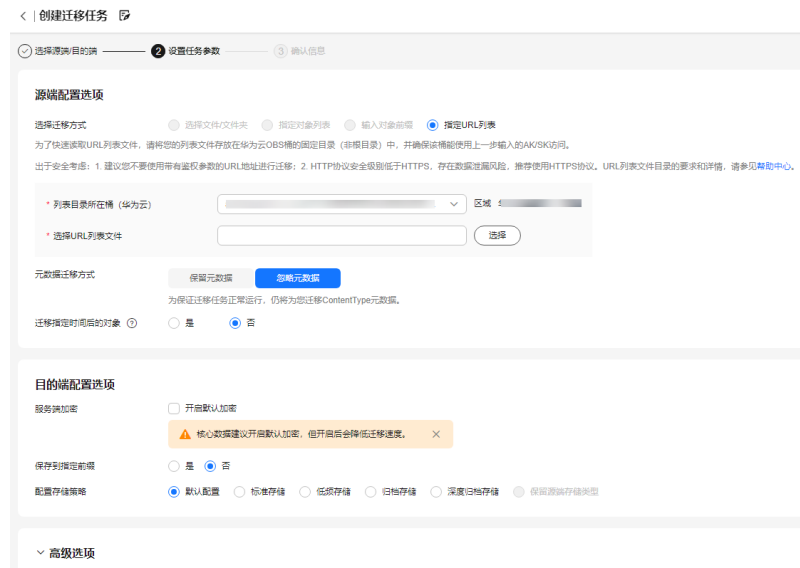 创建迁移任务
选择源端/目的端 2 设置任务参数 3 确认信息
源端配置选项
选择迁移方式 选择文件/文件夹 指定对象列表 输入对象前缀 指定URL列表
为了快速读取URL列表文件，请将您的列表文件存放在华为云OBS桶的固定目录（非根目录）中，并确保该桶能使用上一步输入的AK/SK访问。
出于安全考虑：1. 建议您不要使用带有鉴权参数的URL地址进行迁移；2. HTTP协议安全级别低于HTTPS，存在数据泄漏风险，推荐使用HTTPS协议。URL列表文件目录的要求和详情，请参见帮助中心。
* 列表目录所在桶（华为云） 区域
* 选择URL列表文件 选择
元数据迁移方式 保留元数据 忽略元数据
为保证迁移任务正常运行，仍将为您迁移ContentType元数据。
迁移指定时间后的对象 ? 是 否
目的端配置选项
服务端加密 开启默认加密
核心数据建议开启默认加密，但开启后会降低迁移速度。
保存到指定前缀 是 否
配置存储策略 默认配置 标准存储 低频存储 归档存储 深度归档存储 保留源端存储类型
高级选项